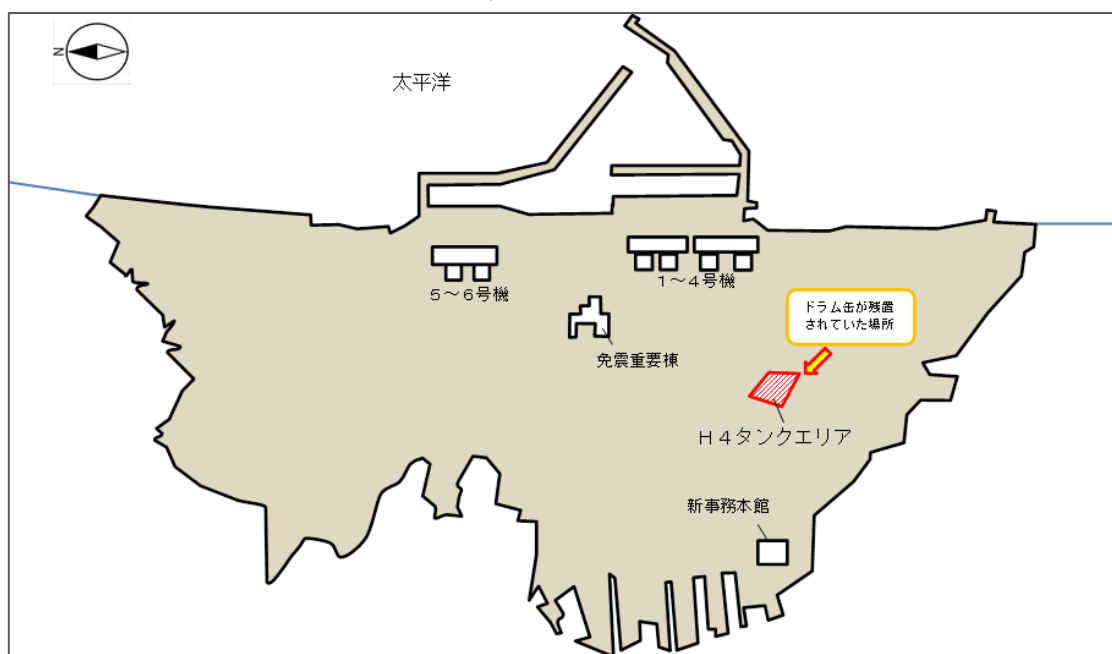 N
太平洋
５～６号機
１～４号機
ドラム缶が残置
されていた場所
免震重要棟
Ｈ４タンクエリア
新事務本館